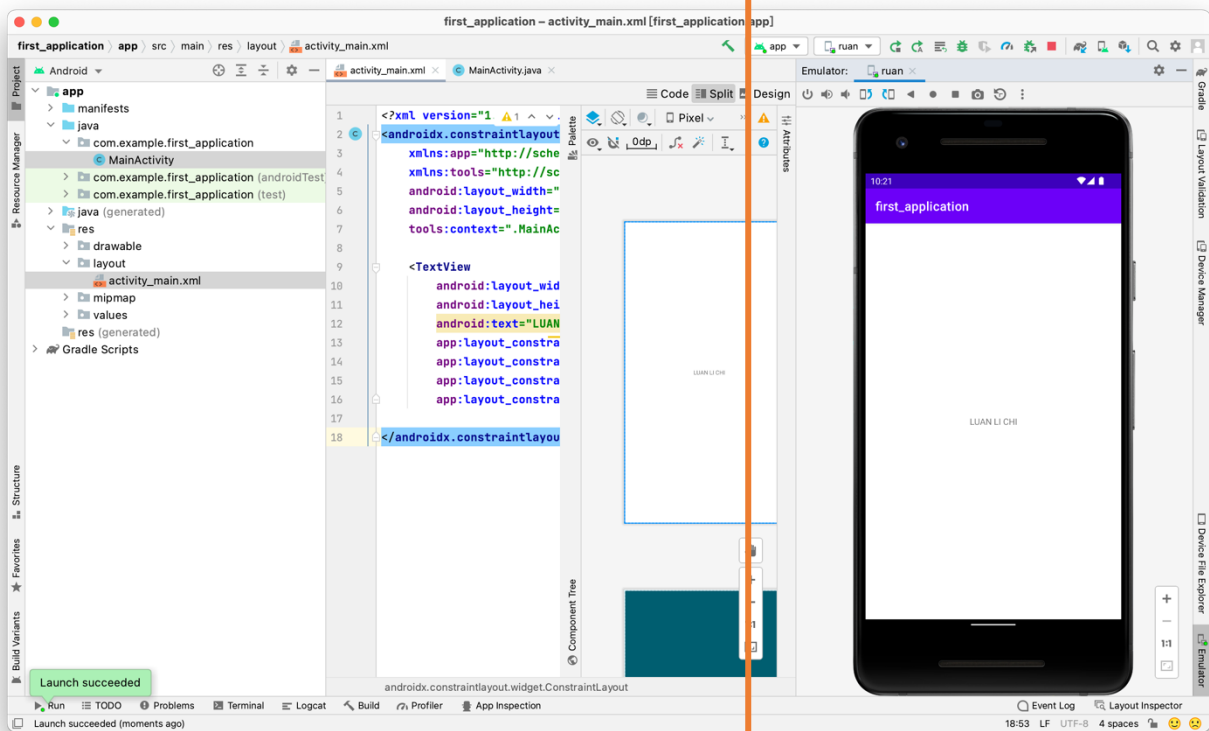 first_application – activity_main.xml [first_application.app]
first_application app src main res layout activity_main.xml
app ruan
Project
Android
activity_main.xml MainActivity.java
Emulator: ruan
Code Split Design
app
manifests
java
com.example.first_application
MainActivity
com.example.first_application (androidTest
com.example.first_application (test)
java (generated)
res
drawable
layout
activity_main.xml
mipmap
values
res (generated)
Gradle Scripts
Resource Manager
Structure
Favorites
Build Variants
1 <?xml version="1. 1
2 <androidx.constraintlayout
3 xmlns:app="http://sche
4 xmlns:tools="http://sc
5 android:layout_width="
6 android:layout_height=
7 tools:context=".MainAc
8
9 <TextView
10 android:layout_wid
11 android:layout_hei
12 android:text="LUAN
13 app:layout_constra
14 app:layout_constra
15 app:layout_constra
16 app:layout_constra
17
18 </androidx.constraintlayou
Palette
Pixel
0dp
Attributes
LUAN LI CHI
Component Tree
10:21
first_application
LUAN LI CHI
1:1
Gradle
Layout Validation
Device Manager
Device File Explorer
Emulator
androidx.constraintlayout.widget.ConstraintLayout
Launch succeeded
Run TODO Problems Terminal Logcat Build Profiler App Inspection Event Log Layout Inspector
Launch succeeded (moments ago) 18:53 LF UTF-8 4 spaces